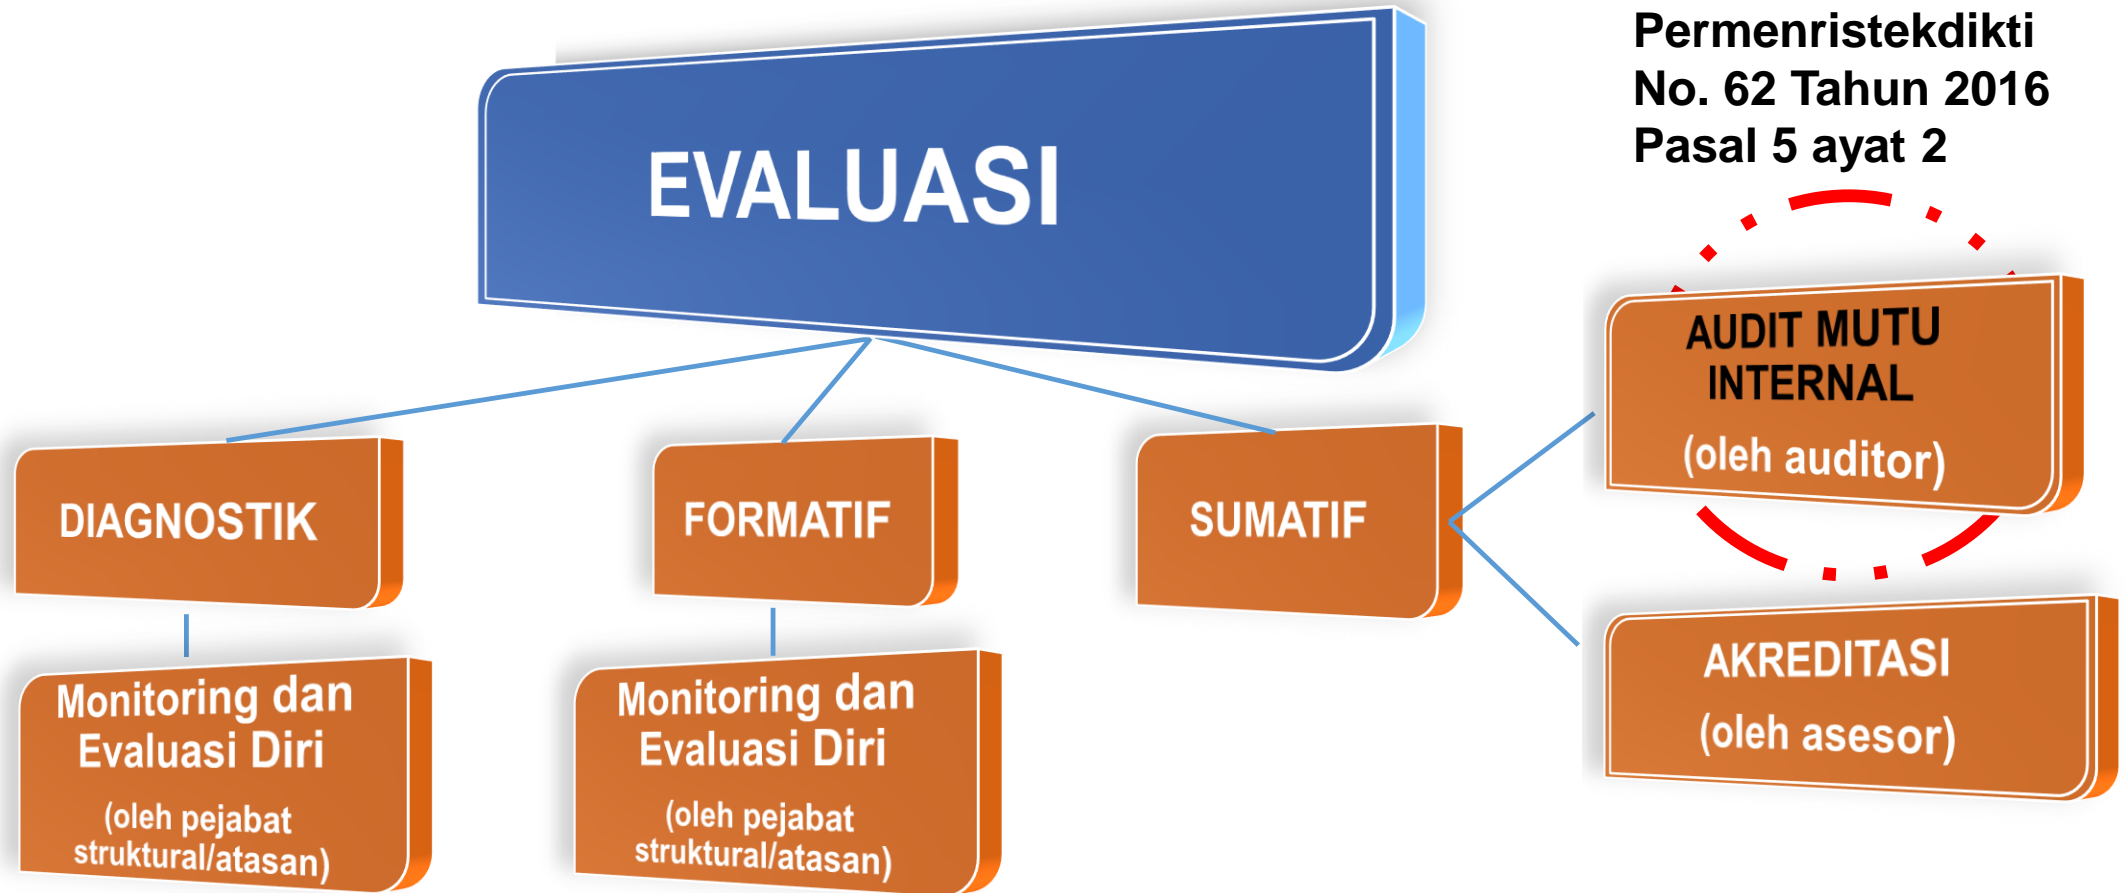 EVALUASI
Permenristekdikti
No. 62 Tahun 2016
Pasal 5 ayat 2
DIAGNOSTIK
FORMATIF
SUMATIF
AUDIT MUTU
INTERNAL
(oleh auditor)
AKREDITASI
(oleh asesor)
Monitoring dan
Evaluasi Diri
(oleh pejabat
struktural/atasan)
Monitoring dan
Evaluasi Diri
(oleh pejabat
struktural/atasan)